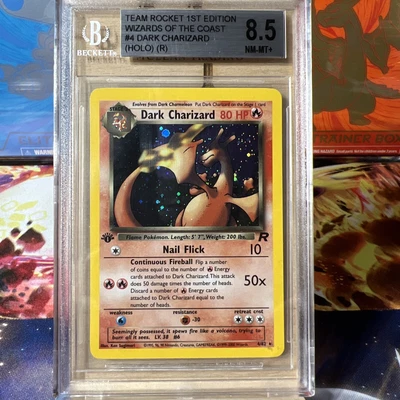 TEAM ROCKET 1ST EDITION
WIZARDS OF THE COAST
#4 DARK CHARIZARD
(HOLO) (R)
8.5
NM-MT+
B
BECKETT
Evolves from Dark Charmeleon Put Dark Charizard on the Stage 1 card
Dark Charizard 80 HP
Flame Pokémon. Length: 5' 7", Weight: 200 lbs.
Nail Flick 10
Continuous Fireball Flip a
number of coins equal to the number of Energy
cards attached to Dark Charizard. This attack
does 50 damage times the number of heads.
Discard a number of Energy cards
attached to Dark Charizard equal to the
number of heads.
50x
weakness resistance retreat cost
-30
Seemingly possessed, it spews fire like a volcano, trying
to burn all it sees. LV. 38 #6
4/82
TRAINER BOX